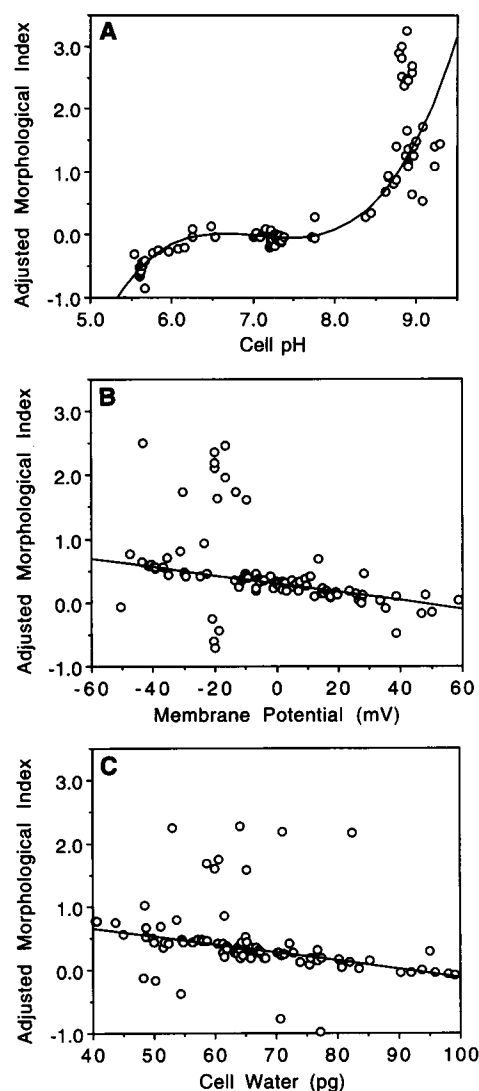 A
Adjusted Morphological Index
3.0
2.0
1.0
0.0
-1.0
5.0 6.0 7.0 8.0 9.0
Cell pH
B
Adjusted Morphological Index
3.0
2.0
1.0
0.0
-1.0
-60 -40 -20 0 20 40 60
Membrane Potential (mV)
C
Adjusted Morphological Index
3.0
2.0
1.0
0.0
-1.0
40 50 60 70 80 90 100
Cell Water (pg)